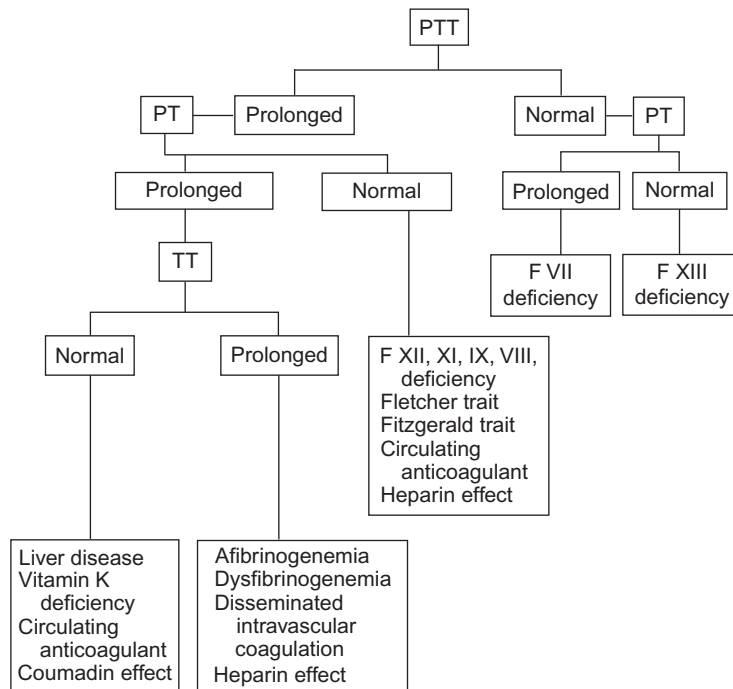 PTT
PT
Prolonged
Normal
PT
Prolonged
Normal
Prolonged
Normal
TT
F VII
deficiency
F XIII
deficiency
Normal
Prolonged
F XII, XI, IX, VIII,
deficiency
Fletcher trait
Fitzgerald trait
Circulating
anticoagulant
Heparin effect
Liver disease
Vitamin K
deficiency
Circulating
anticoagulant
Coumadin effect
Afibrinogenemia
Dysfibrinogenemia
Disseminated
intravascular
coagulation
Heparin effect